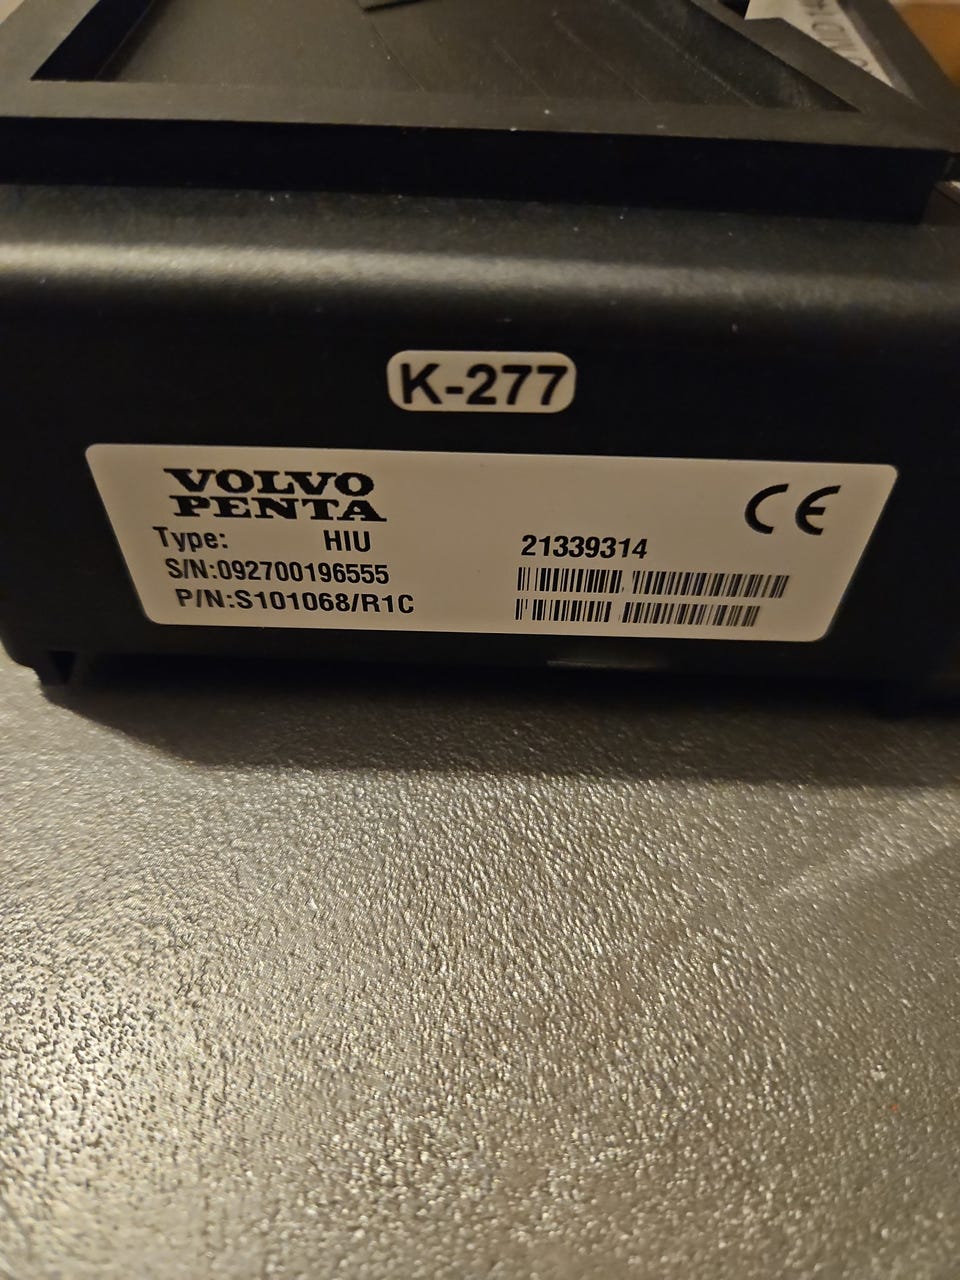 K-277
VOLVO
PENTA
CE
Type: HIU
21339314
S/N:092700196555
P/N:S101068/R1C